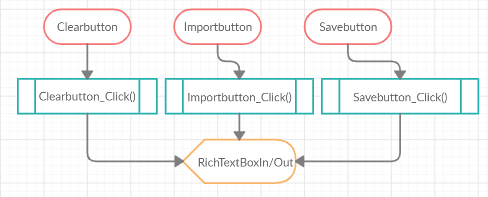 Clearbutton
Importbutton
Savebutton
Clearbutton_Click()
Importbutton_Click()
Savebutton_Click()
RichTextBoxIn/Out